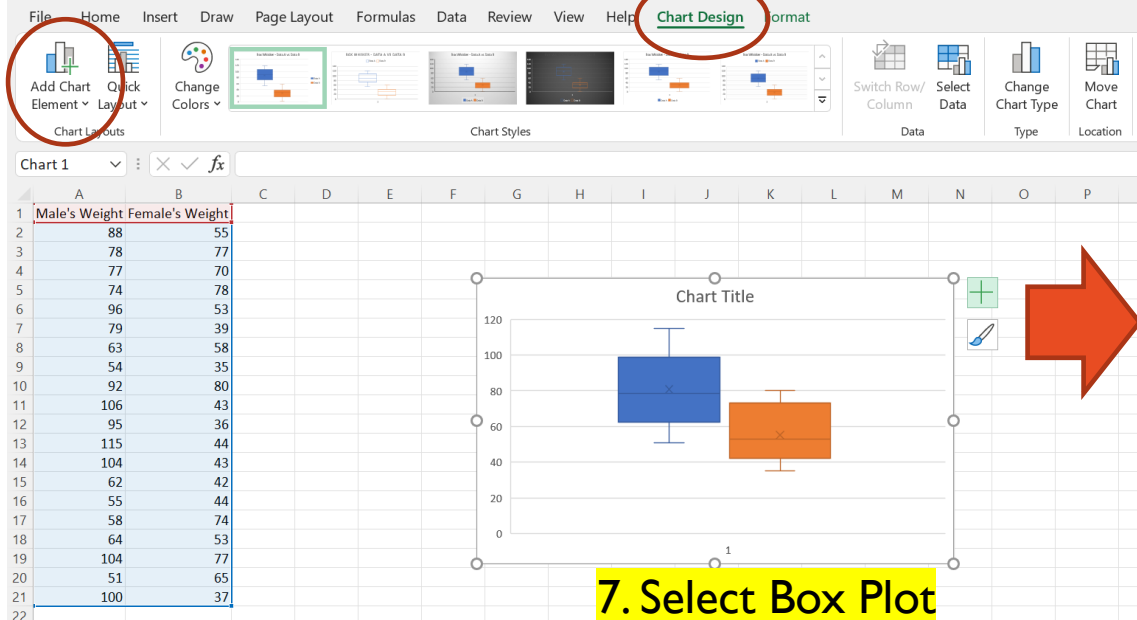 File Home Insert Draw Page Layout Formulas Data Review View Help Chart Design Format
Add Chart Element
Quick Layout
Change Colors
Switch Row/ Column
Select Data
Change Chart Type
Move Chart
Chart Layouts Chart Styles Data Type Location
Chart 1 fx
A B C D E F G H I J K L M N O P
1 Male's Weight Female's Weight
2 88 55
3 78 77
4 77 70
5 74 78
6 96 53
7 79 39
8 63 58
9 54 35
10 92 80
11 106 43
12 95 36
13 115 44
14 104 43
15 62 42
16 55 44
17 58 74
18 64 53
19 104 77
20 51 65
21 100 37
22
Chart Title
120
100
80
60
40
20
0
1
7. Select Box Plot